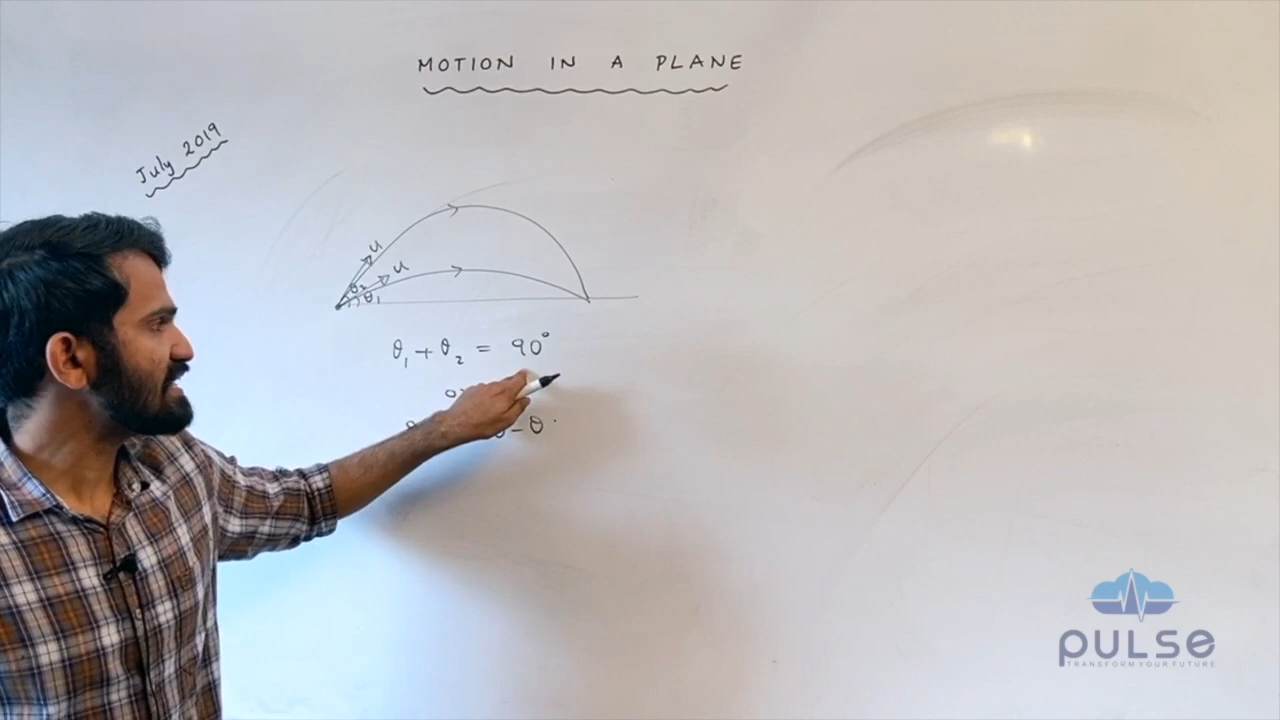 MOTION IN A PLANE
July 2019
u
u
θ2
θ1
θ1 + θ2 = 90°
- θ
PULSE
TRANSFORM YOUR FUTURE